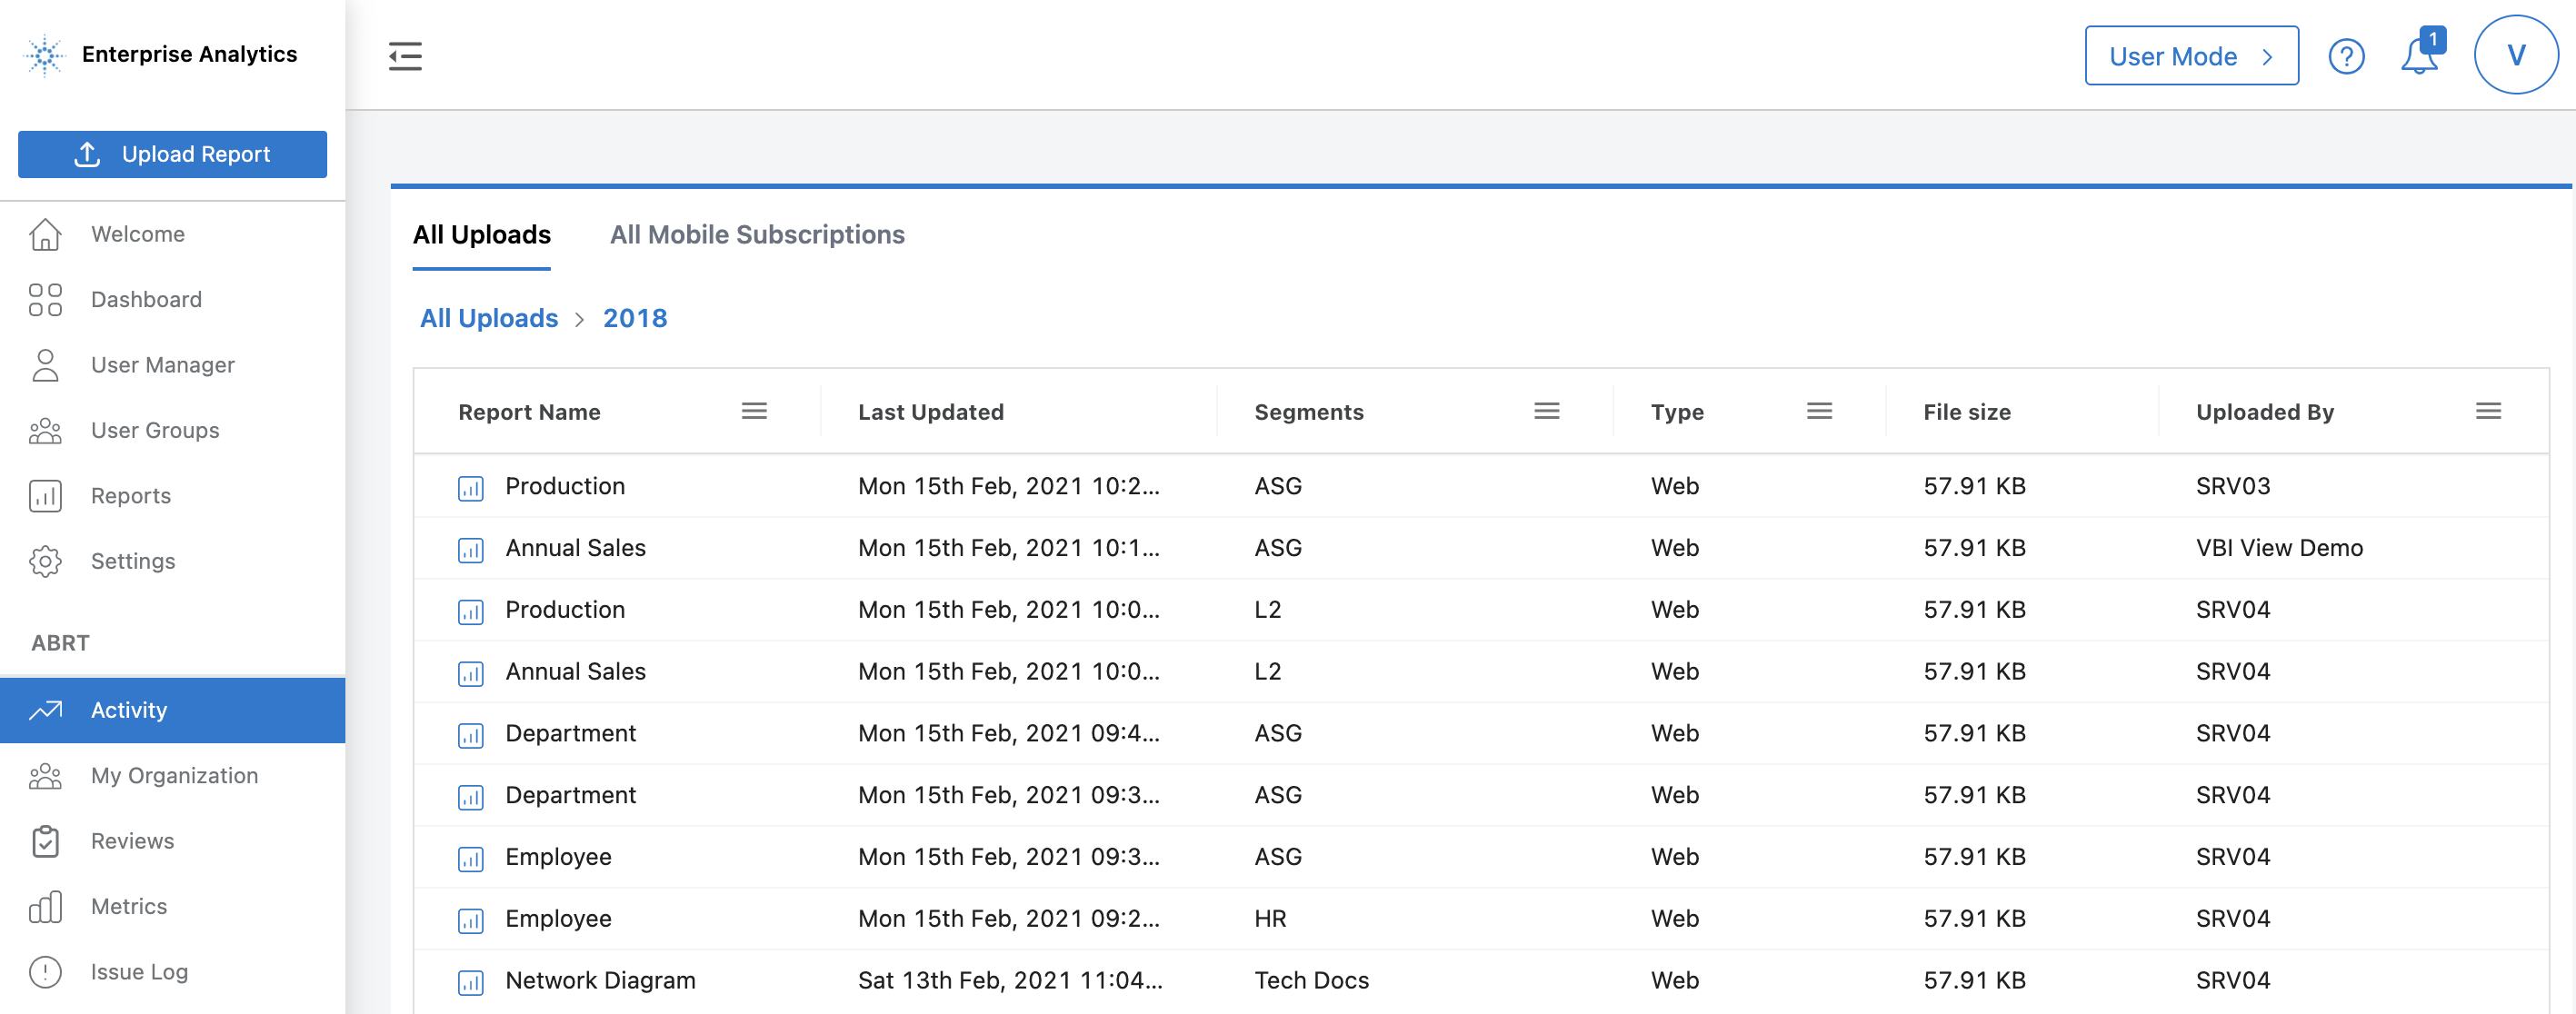 Enterprise Analytics
User Mode
1
V
Upload Report
Welcome
Dashboard
User Manager
User Groups
Reports
Settings
ABRT
Activity
My Organization
Reviews
Metrics
Issue Log
All Uploads All Mobile Subscriptions
All Uploads > 2018
Report Name Last Updated Segments Type File size Uploaded By
Production Mon 15th Feb, 2021 10:2... ASG Web 57.91 KB SRV03
Annual Sales Mon 15th Feb, 2021 10:1... ASG Web 57.91 KB VBI View Demo
Production Mon 15th Feb, 2021 10:0... L2 Web 57.91 KB SRV04
Annual Sales Mon 15th Feb, 2021 10:0... L2 Web 57.91 KB SRV04
Department Mon 15th Feb, 2021 09:4... ASG Web 57.91 KB SRV04
Department Mon 15th Feb, 2021 09:3... ASG Web 57.91 KB SRV04
Employee Mon 15th Feb, 2021 09:3... ASG Web 57.91 KB SRV04
Employee Mon 15th Feb, 2021 09:2... HR Web 57.91 KB SRV04
Network Diagram Sat 13th Feb, 2021 11:04... Tech Docs Web 57.91 KB SRV04